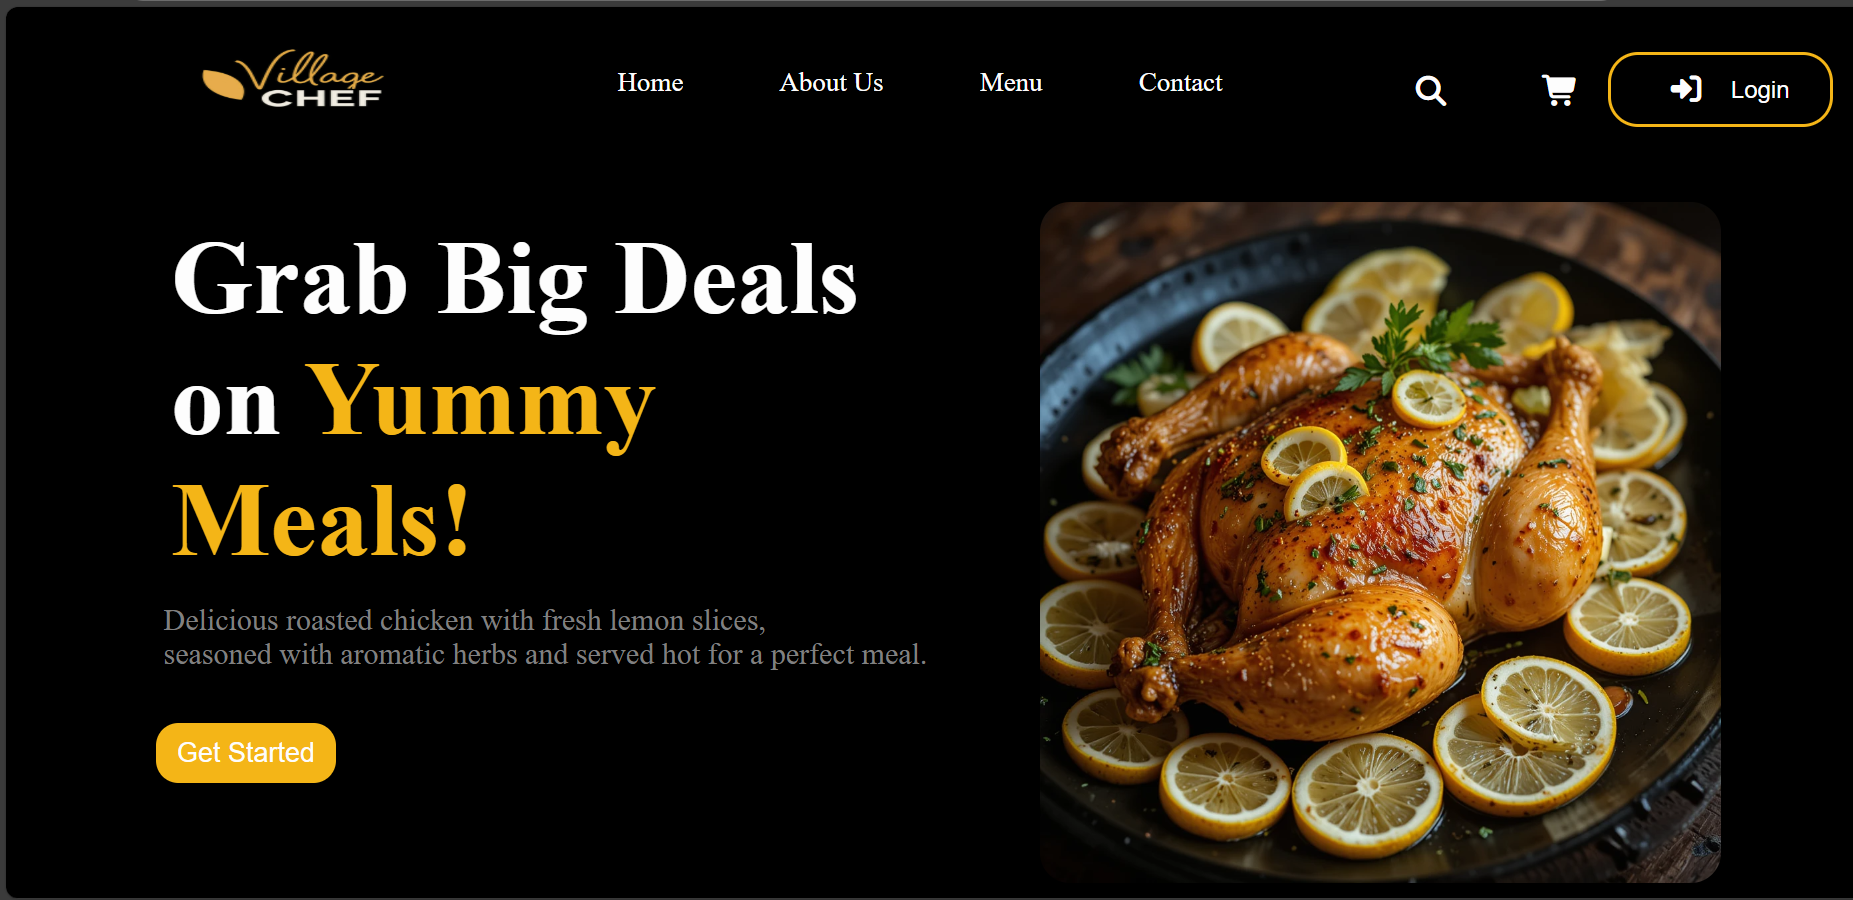 Village
CHEF
Home
About Us
Menu
Contact
Login
Grab Big Deals
on Yummy
Meals!
Delicious roasted chicken with fresh lemon slices,
seasoned with aromatic herbs and served hot for a perfect meal.
Get Started